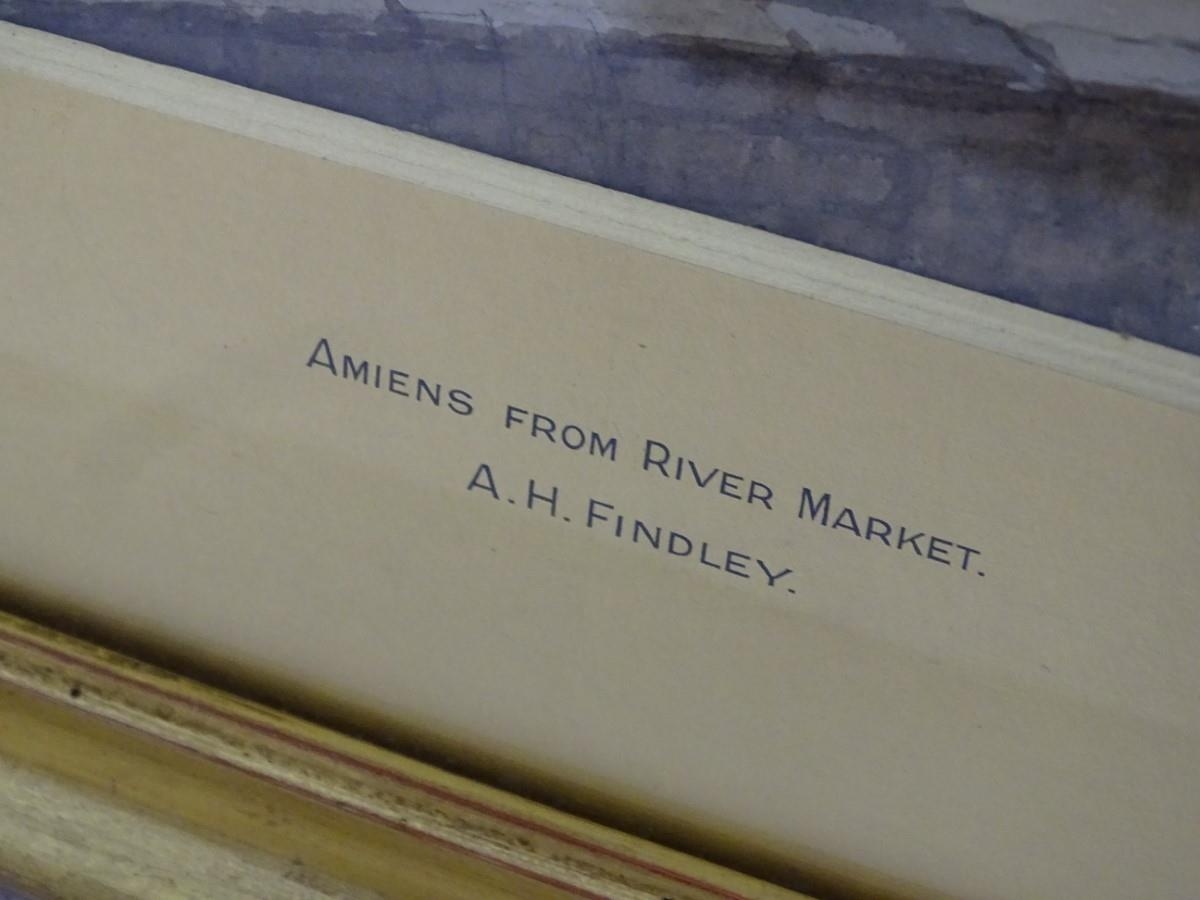 Amiens from River Market.
A. H. Findley.